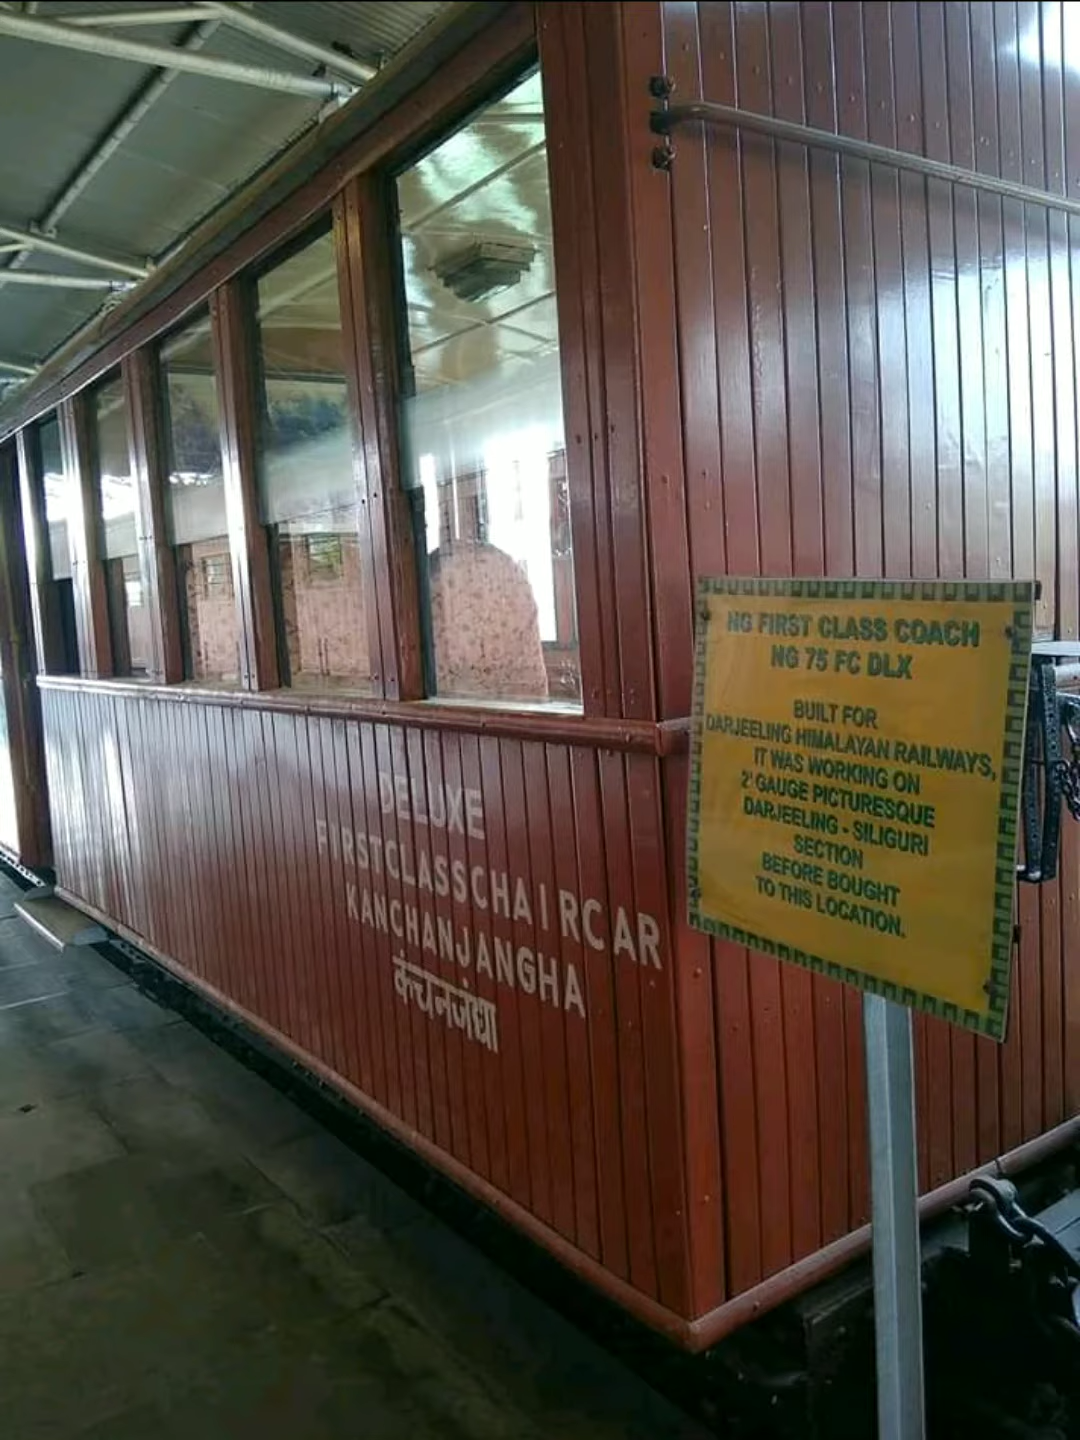 DELUXE
FIRSTCLASSCHAIRCAR
KANCHANJANGHA
कंचनजंघा
NG FIRST CLASS COACH
NG 75 FC DLX
BUILT FOR
DARJEELING HIMALAYAN RAILWAYS,
IT WAS WORKING ON
2' GAUGE PICTURESQUE
DARJEELING - SILIGURI
SECTION
BEFORE BOUGHT
TO THIS LOCATION.